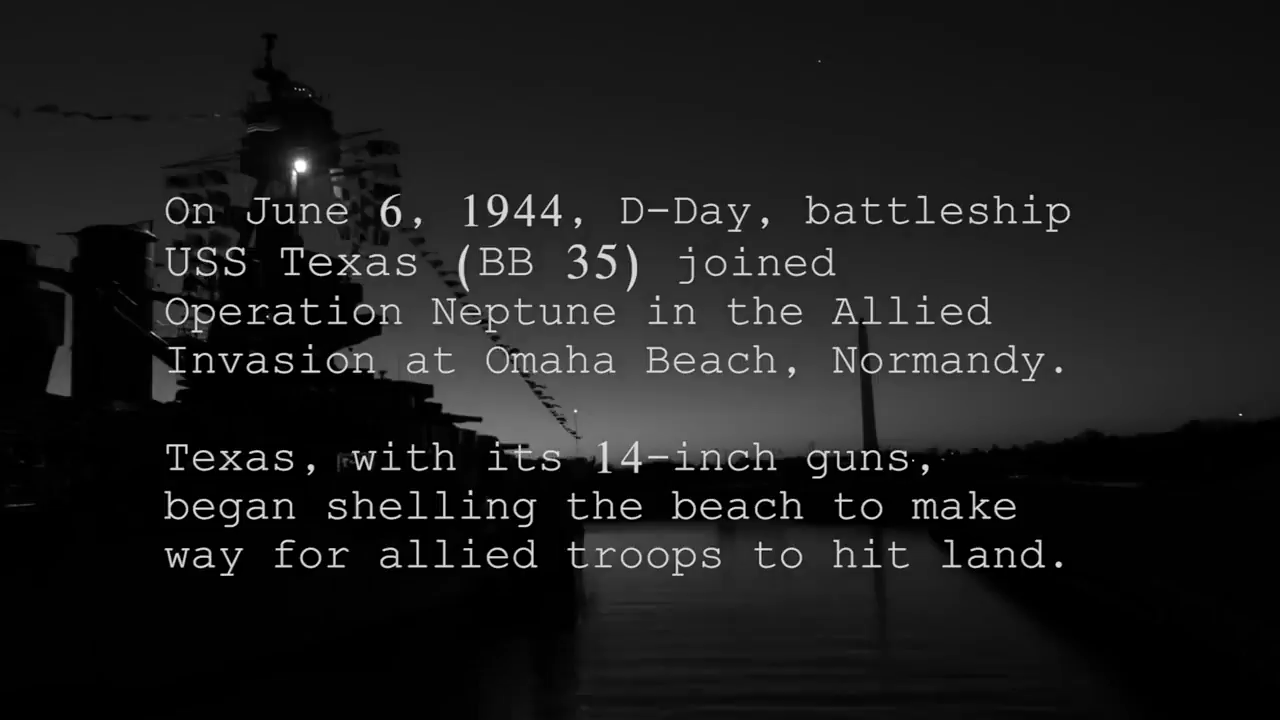 On June 6, 1944, D-Day, battleship
USS Texas (BB 35) joined
Operation Neptune in the Allied
Invasion at Omaha Beach, Normandy.
Texas, with its 14-inch guns,
began shelling the beach to make
way for allied troops to hit land.